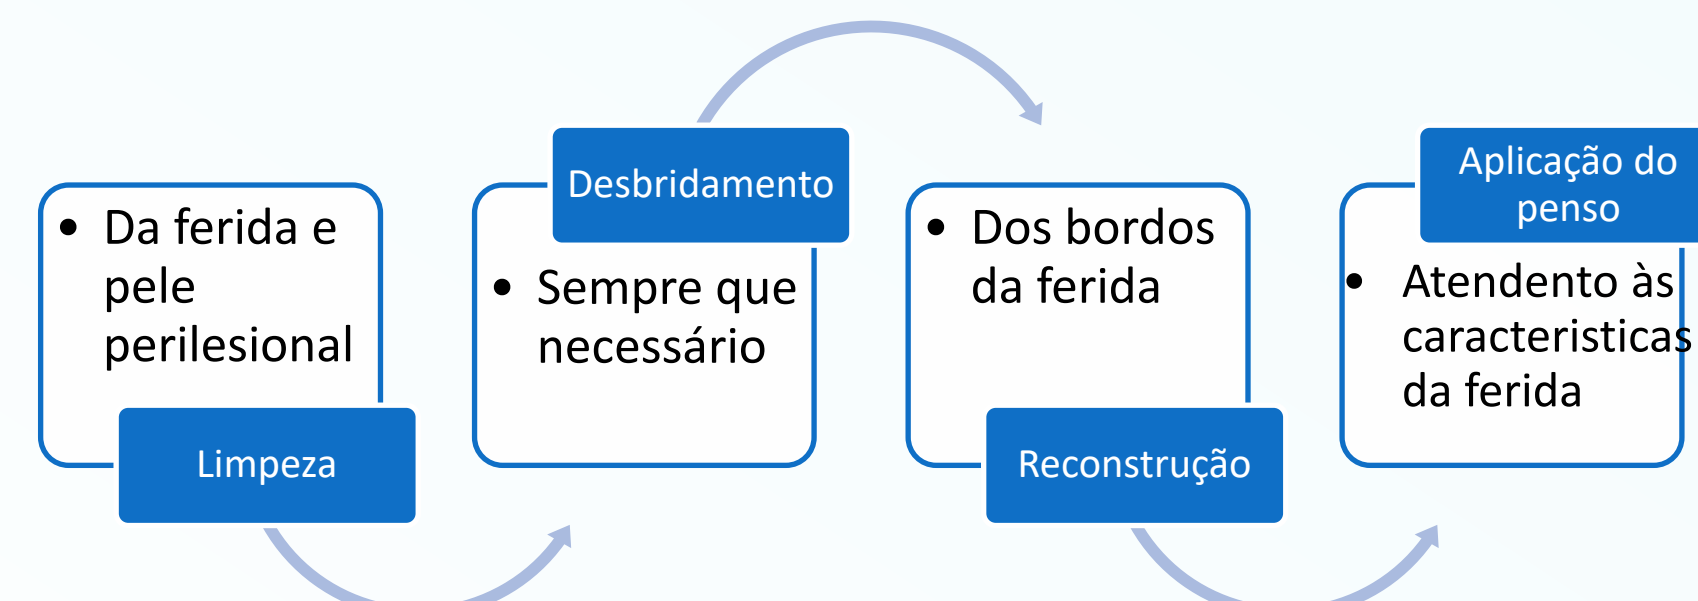 • Da ferida e
pele
perilesional
Limpeza
Desbridamento
• Sempre que
necessário
• Dos bordos
da ferida
Reconstrução
Aplicação do
penso
• Atendento às
caracteristicas
da ferida